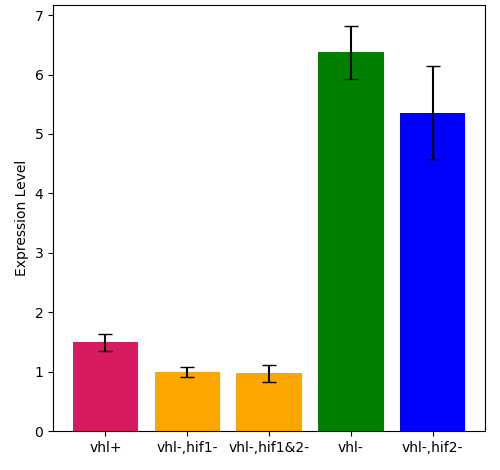 Expression Level
7
6
5
4
3
2
1
0
vhl+
vhl-,hif1-
vhl-,hif1&2-
vhl-
vhl-,hif2-